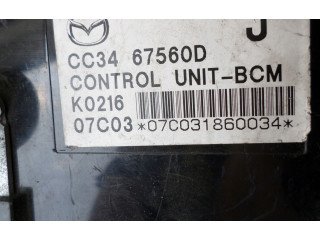 J
CC34 67560D
CONTROL UNIT-BCM
K0216
07C03 *07C031860034*